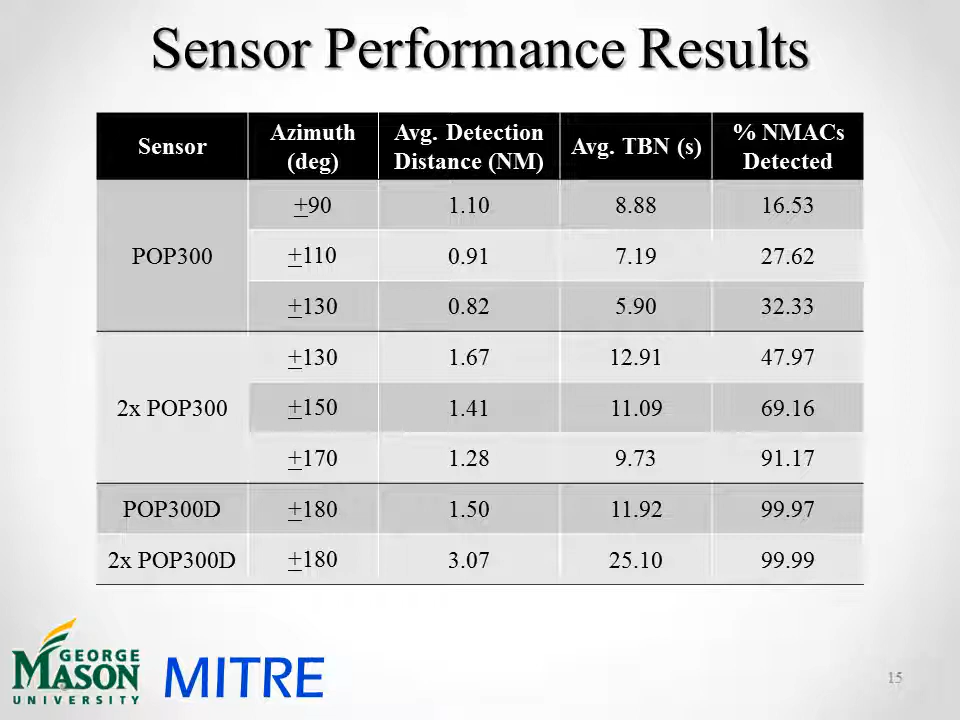 Sensor Performance Results
Sensor Azimuth (deg) Avg. Detection Distance (NM) Avg. TBN (s) % NMACs Detected
POP300 ±90 1.10 8.88 16.53
±110 0.91 7.19 27.62
±130 0.82 5.90 32.33
2x POP300 ±130 1.67 12.91 47.97
±150 1.41 11.09 69.16
±170 1.28 9.73 91.17
POP300D ±180 1.50 11.92 99.97
2x POP300D ±180 3.07 25.10 99.99
GEORGE
MASON
UNIVERSITY
MITRE
15